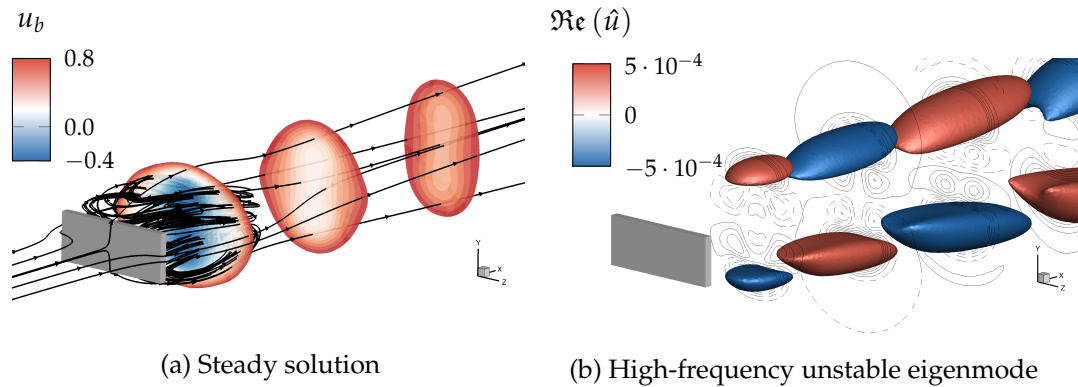 u_b
0.8
0.0
−0.4
Y
X
Z
(a) Steady solution
ℜe (û)
5 · 10⁻⁴
0
−5 · 10⁻⁴
Y
X
Z
(b) High-frequency unstable eigenmode